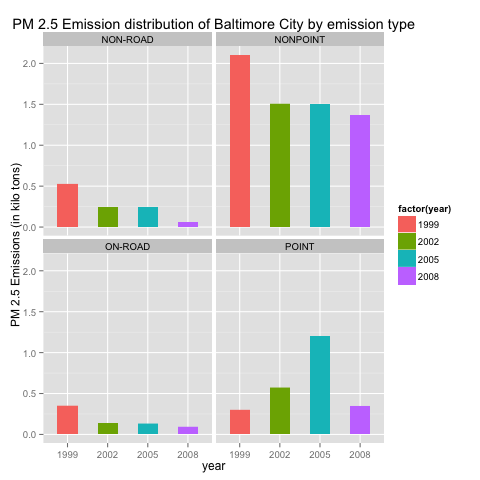 PM 2.5 Emission distribution of Baltimore City by emission type
NON-ROAD
NONPOINT
2.0
1.5
1.0
0.5
0.0
ON-ROAD
POINT
2.0
1.5
1.0
0.5
0.0
1999 2002 2005 2008
1999 2002 2005 2008
year
PM 2.5 Emissions (in kilo tons)
factor(year)
1999
2002
2005
2008